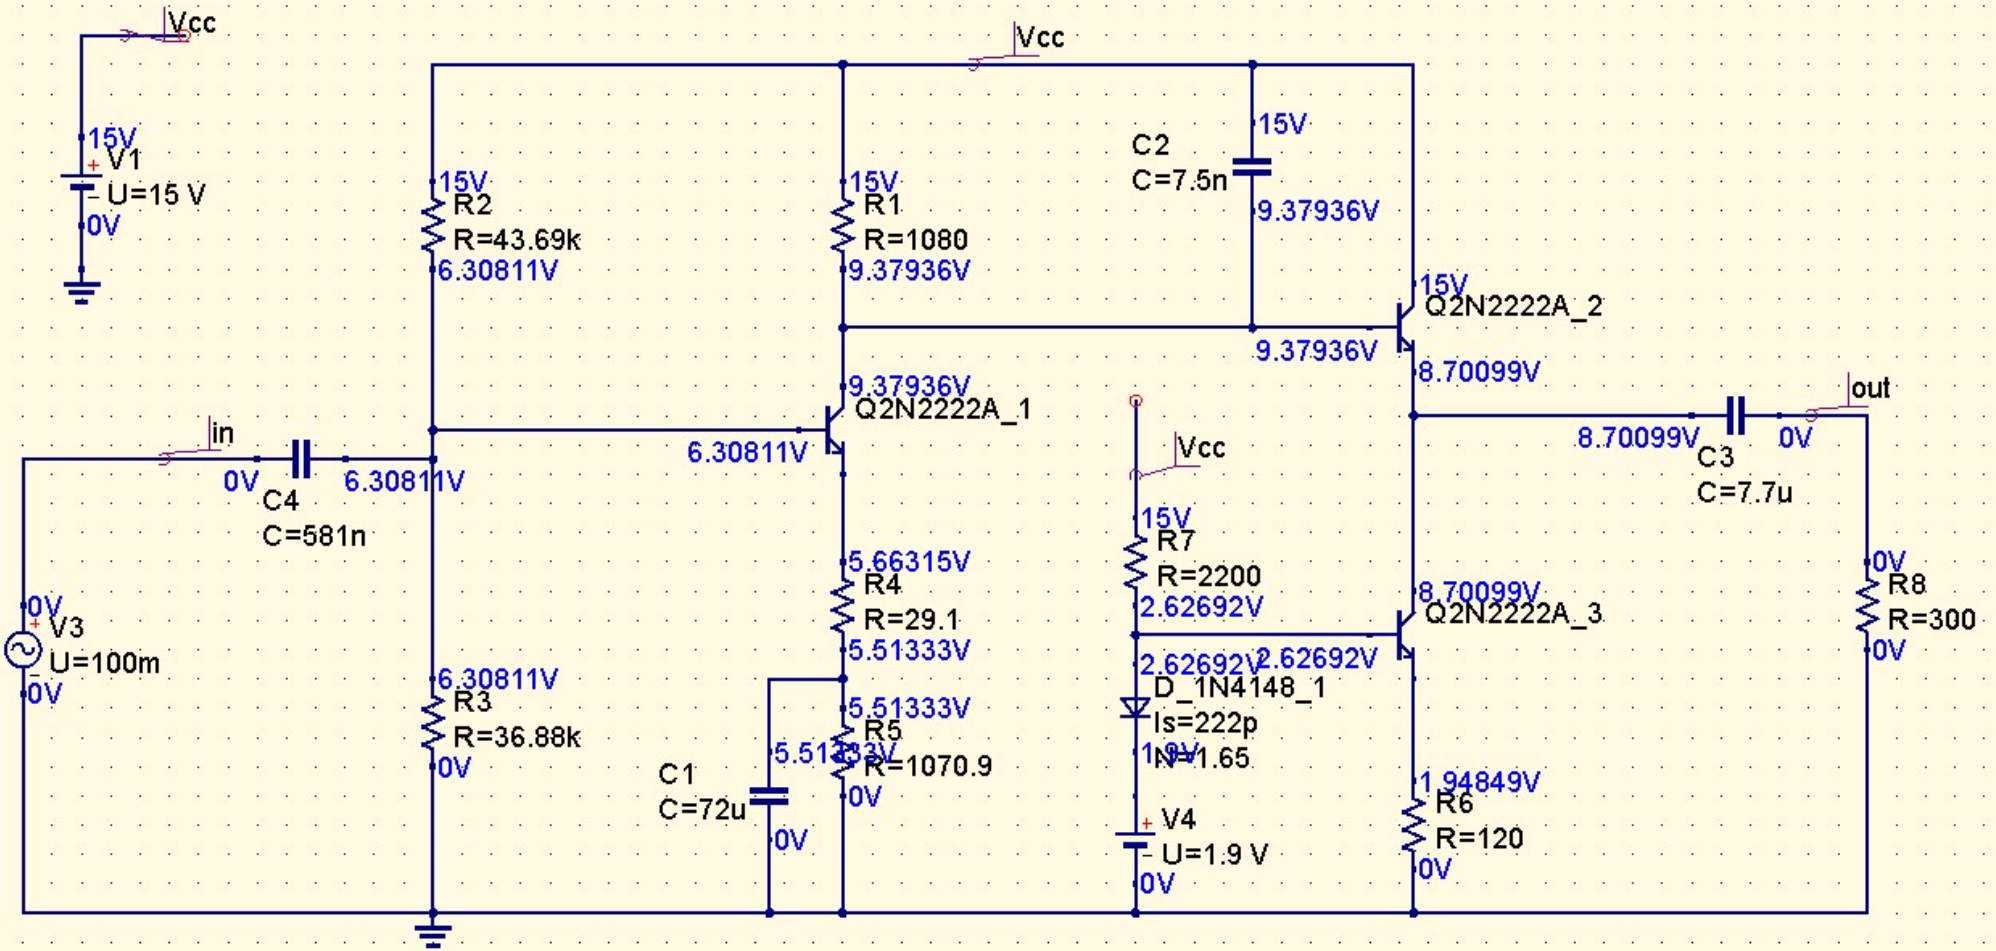 Vcc
15V
V1
U=15 V
0V
Vcc
15V
R2
R=43.69k
6.30811V
15V
R1
R=1080
9.37936V
15V
C2
C=7.5n
9.37936V
15V
Q2N2222A_2
9.37936V
8.70099V
9.37936V
Q2N2222A_1
6.30811V
in
0V
6.30811V
C4
C=581n
Vcc
out
8.70099V
0V
C3
C=7.7u
0V
V3
U=100m
0V
5.66315V
R4
R=29.1
5.51333V
15V
R7
R=2200
2.62692V
8.70099V
Q2N2222A_3
0V
R8
R=300
0V
6.30811V
R3
R=36.88k
0V
5.51333V
R5
R=1070.9
0V
5.51333V
C1
C=72u
0V
2.62692V
2.62692V
D_1N4148_1
Is=222p
N=1.65
1.9V
V4
U=1.9 V
0V
1.94849V
R6
R=120
0V